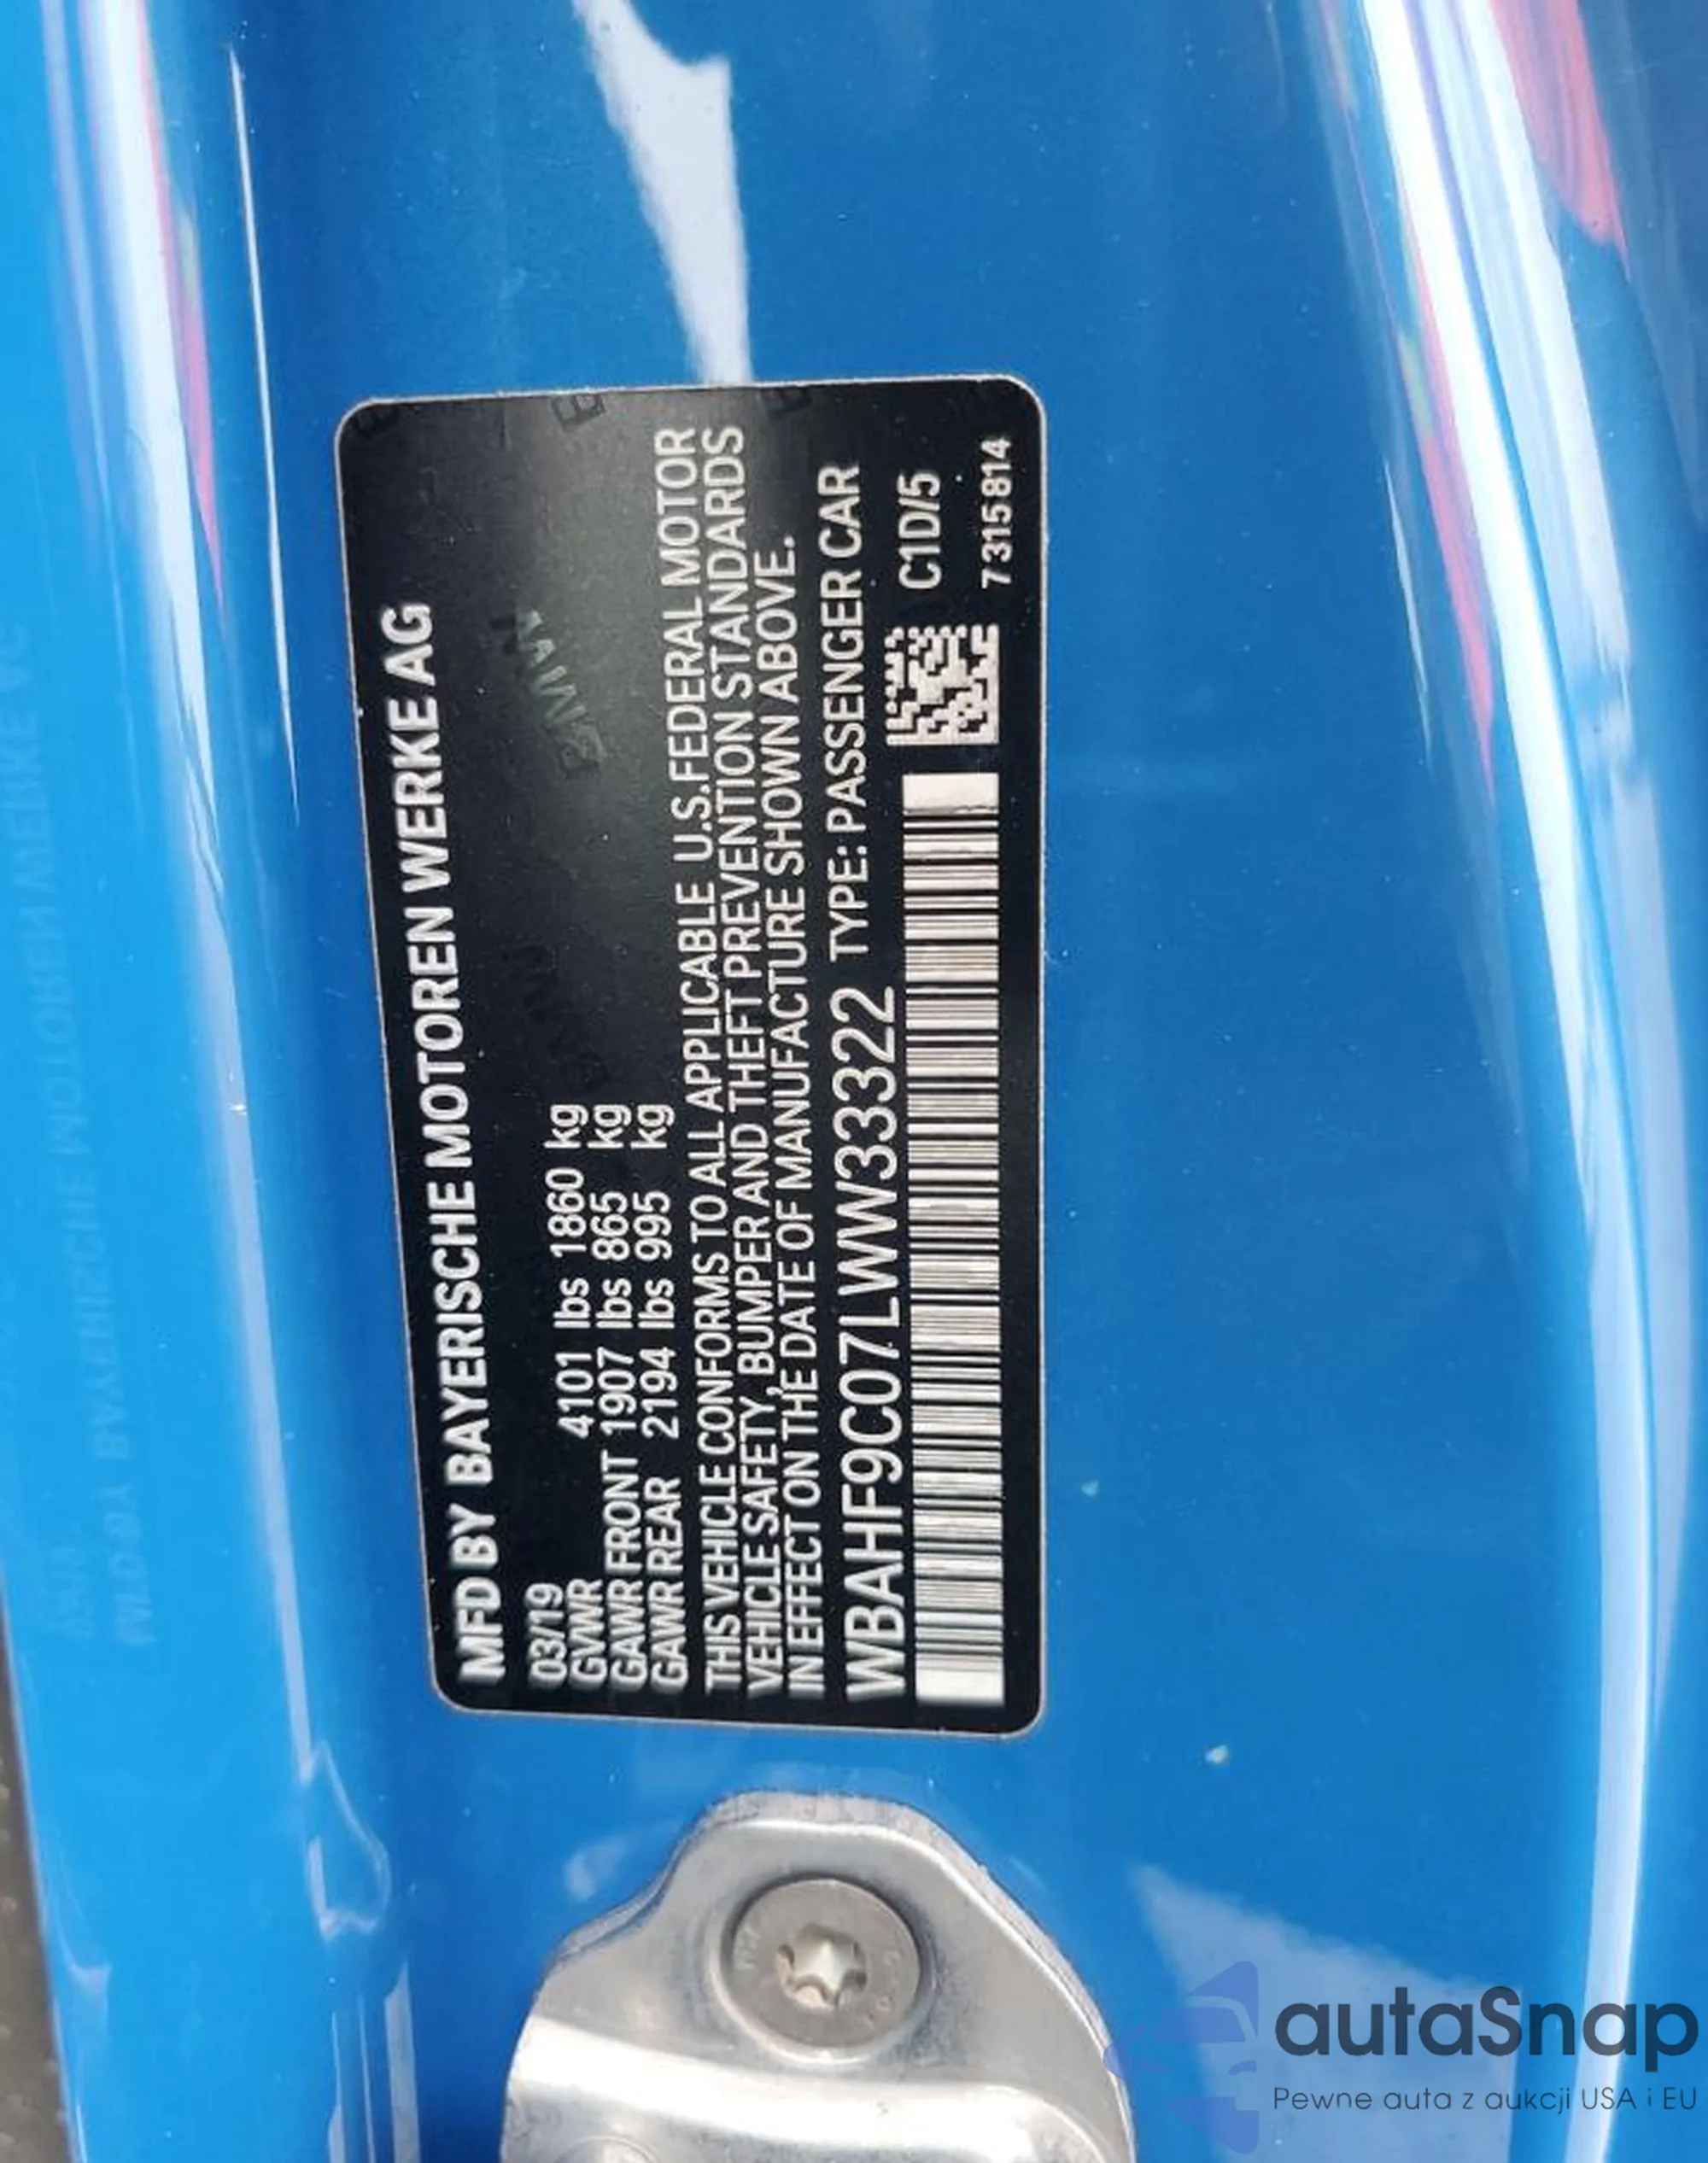 MFD BY BAYERISCHE MOTOREN WERKE AG
03/19
GVWR 4101 lbs 1860 kg
GAWR FRONT 1907 lbs 865 kg
GAWR REAR 2194 lbs 995 kg
THIS VEHICLE CONFORMS TO ALL APPLICABLE U.S.FEDERAL MOTOR
VEHICLE SAFETY, BUMPER AND THEFT PREVENTION STANDARDS
IN EFFECT ON THE DATE OF MANUFACTURE SHOWN ABOVE.
WBAHF9C07LWW33322 TYPE: PASSENGER CAR
C1D/5
7315814
BMW
autaSnap
Pewne auta z aukcji USA i EU